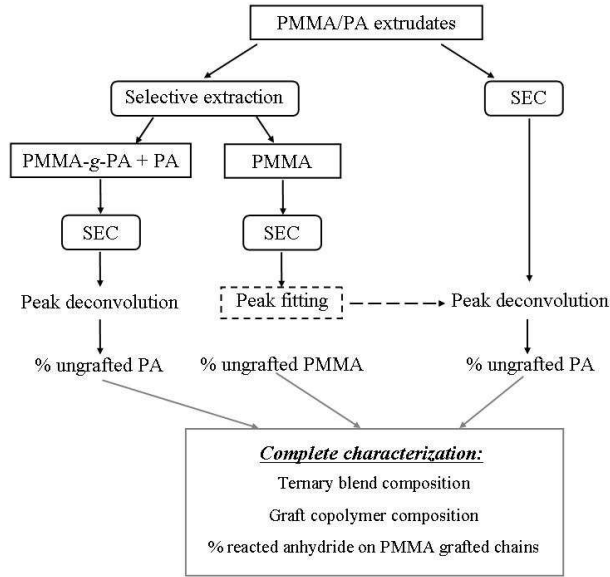 PMMA/PA extrudates
Selective extraction
SEC
PMMA-g-PA + PA
PMMA
SEC
SEC
Peak deconvolution
Peak fitting
Peak deconvolution
% ungrafted PA
% ungrafted PMMA
% ungrafted PA
Complete characterization:
Ternary blend composition
Graft copolymer composition
% reacted anhydride on PMMA grafted chains